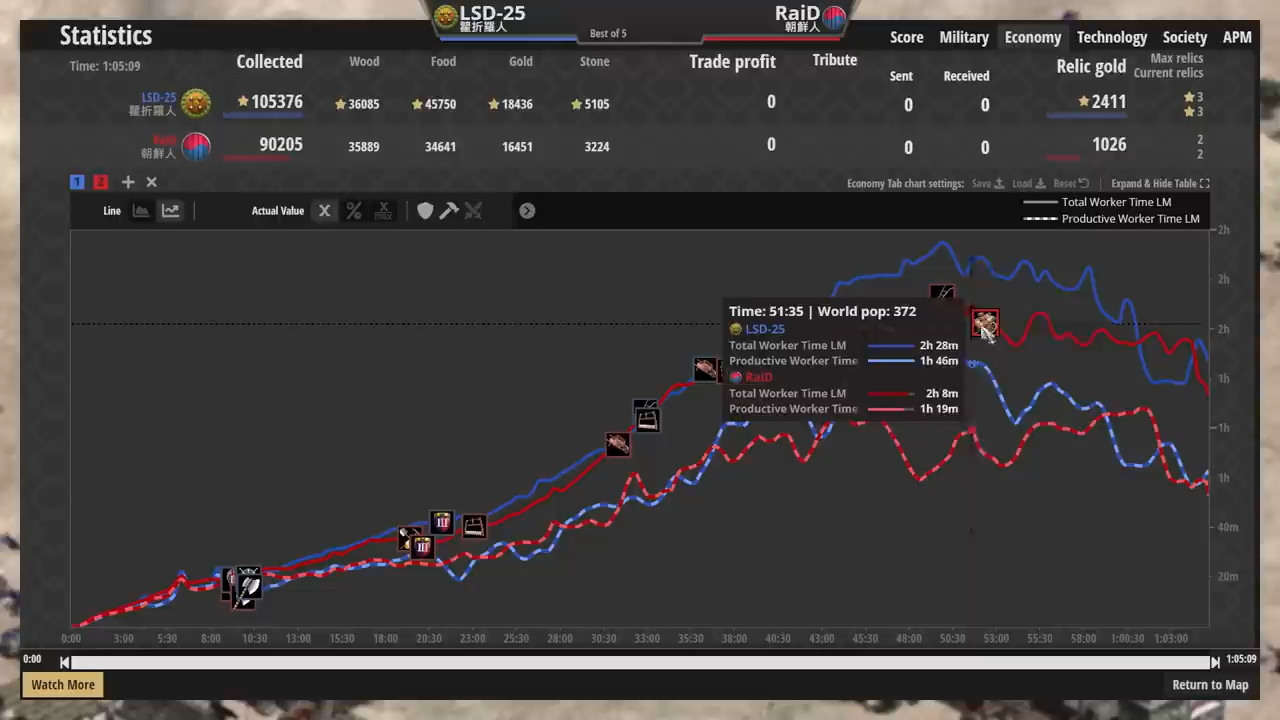 LSD-25
瞿折羅人
Best of 5
RaiD
朝鮮人
Statistics
Score Military Economy Technology Society APM
Time: 1:05:09
Collected Wood Food Gold Stone Trade profit Tribute Sent Received Relic gold Max relics
Current relics
LSD-25
瞿折羅人
105376 36085 45750 18436 5105 0 0 0 2411 3
3
RaiD
朝鮮人
90205 35889 34641 16451 3224 0 0 0 1026 2
2
1 2
Economy Tab chart settings: Save Load Reset Expand & Hide Table
Line Actual Value X % X max
Total Worker Time LM
Productive Worker Time LM
Time: 51:35 | World pop: 372
LSD-25
Total Worker Time LM 2h 28m
Productive Worker Time 1h 46m
RaiD
Total Worker Time LM 2h 8m
Productive Worker Time 1h 19m
III
III
2h
2h
2h
1h
1h
1h
40m
20m
0:00 3:00 5:30 8:00 10:30 13:00 15:30 18:00 20:30 23:00 25:30 28:00 30:30 33:00 35:30 38:00 40:30 43:00 45:30 48:00 50:30 53:00 55:30 58:00 1:00:30 1:03:00
0:00 1:05:09
Watch More
Return to Map